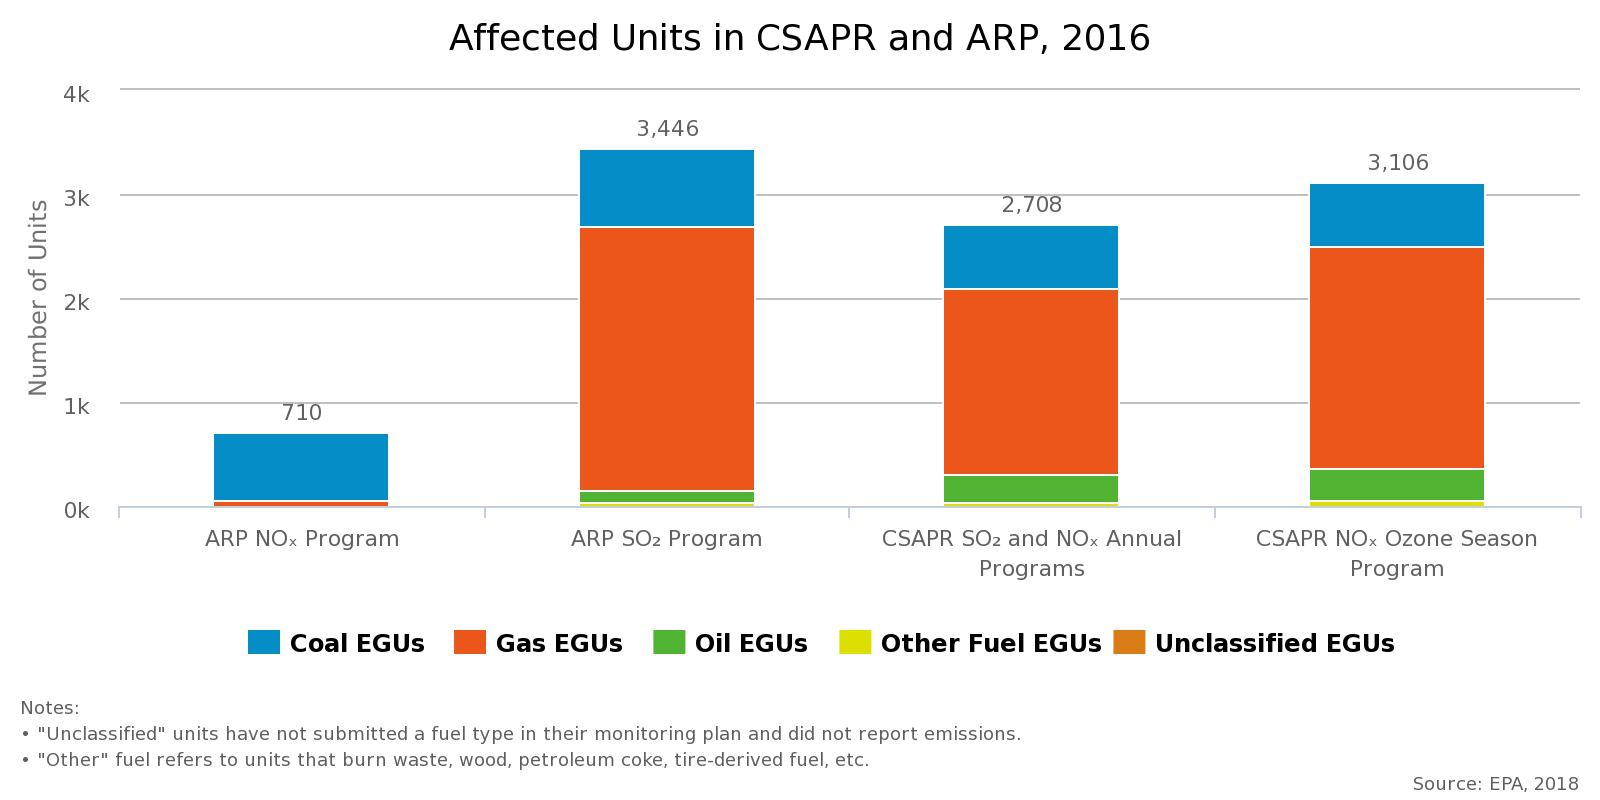 Affected Units in CSAPR and ARP, 2016
4k
3k
2k
1k
0k
Number of Units
710
3,446
2,708
3,106
ARP NOₓ Program
ARP SO₂ Program
CSAPR SO₂ and NOₓ Annual
Programs
CSAPR NOₓ Ozone Season
Program
Coal EGUs
Gas EGUs
Oil EGUs
Other Fuel EGUs
Unclassified EGUs
Notes:
• "Unclassified" units have not submitted a fuel type in their monitoring plan and did not report emissions.
• "Other" fuel refers to units that burn waste, wood, petroleum coke, tire-derived fuel, etc.
Source: EPA, 2018